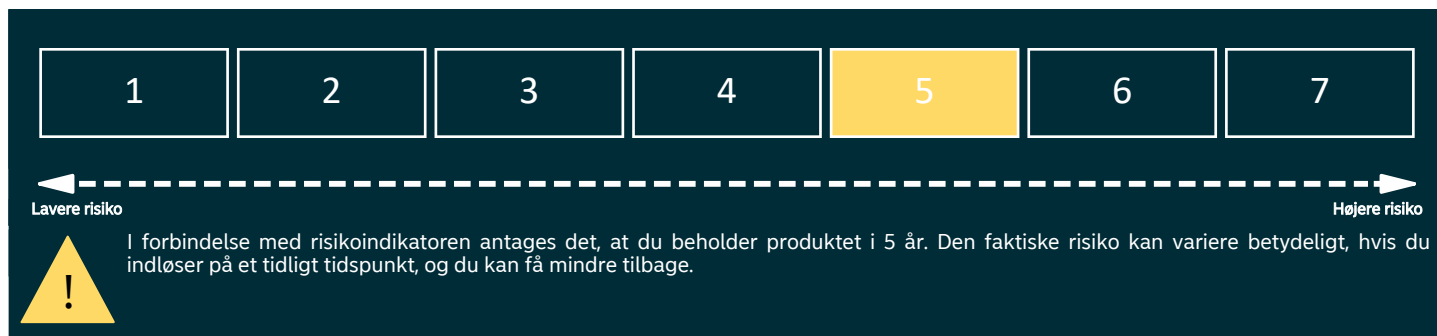 1 2 3 4 5 6 7
Lavere risiko Højere risiko
I forbindelse med risikoindikatoren antages det, at du beholder produktet i 5 år. Den faktiske risiko kan variere betydeligt, hvis du
indløser på et tidligt tidspunkt, og du kan få mindre tilbage.
!